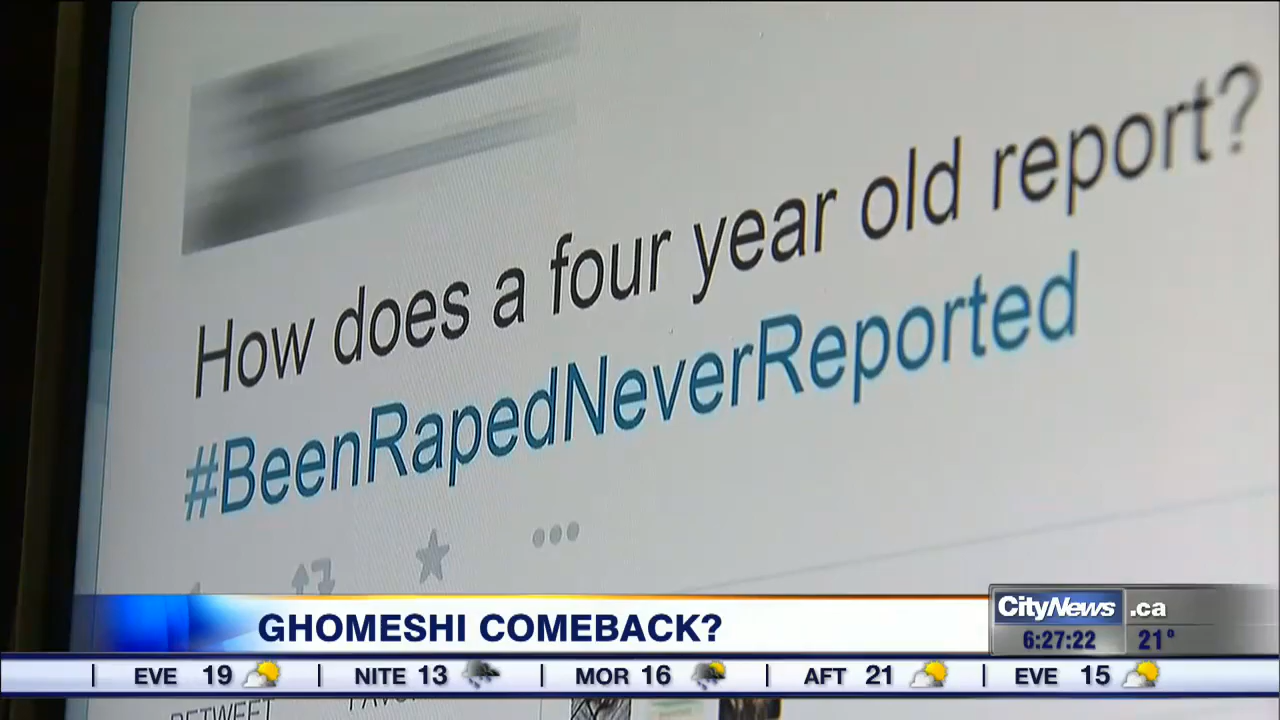 How does a four year old report?
#BeenRapedNeverReported
GHOMESHI COMEBACK?
CityNews .ca
6:27:22 21°
EVE 19 NITE 13 MOR 16 AFT 21 EVE 15
RETWEET